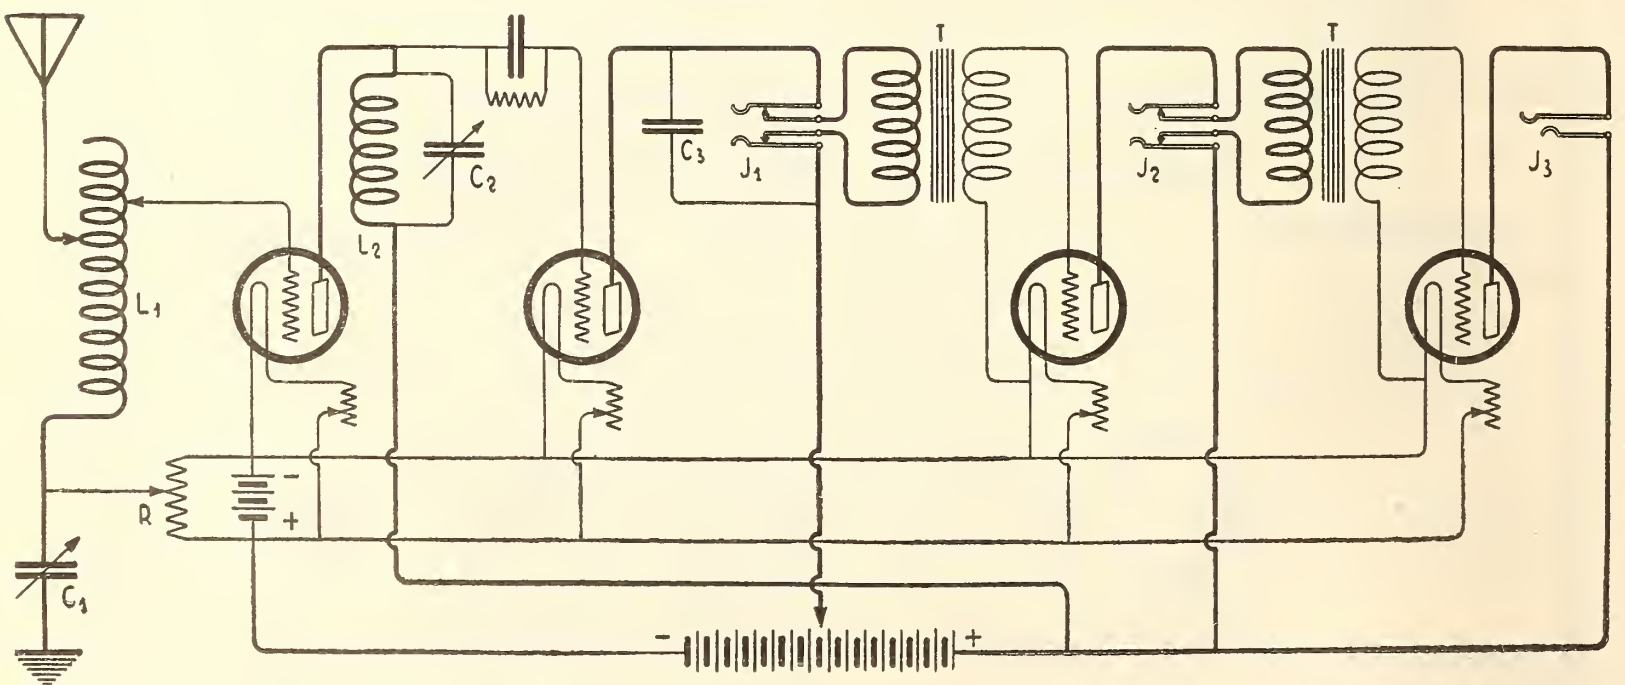 T
T
C₂
L₂
C₃
J₁
J₂
J₃
L₁
R
-
+
C₁
-
+